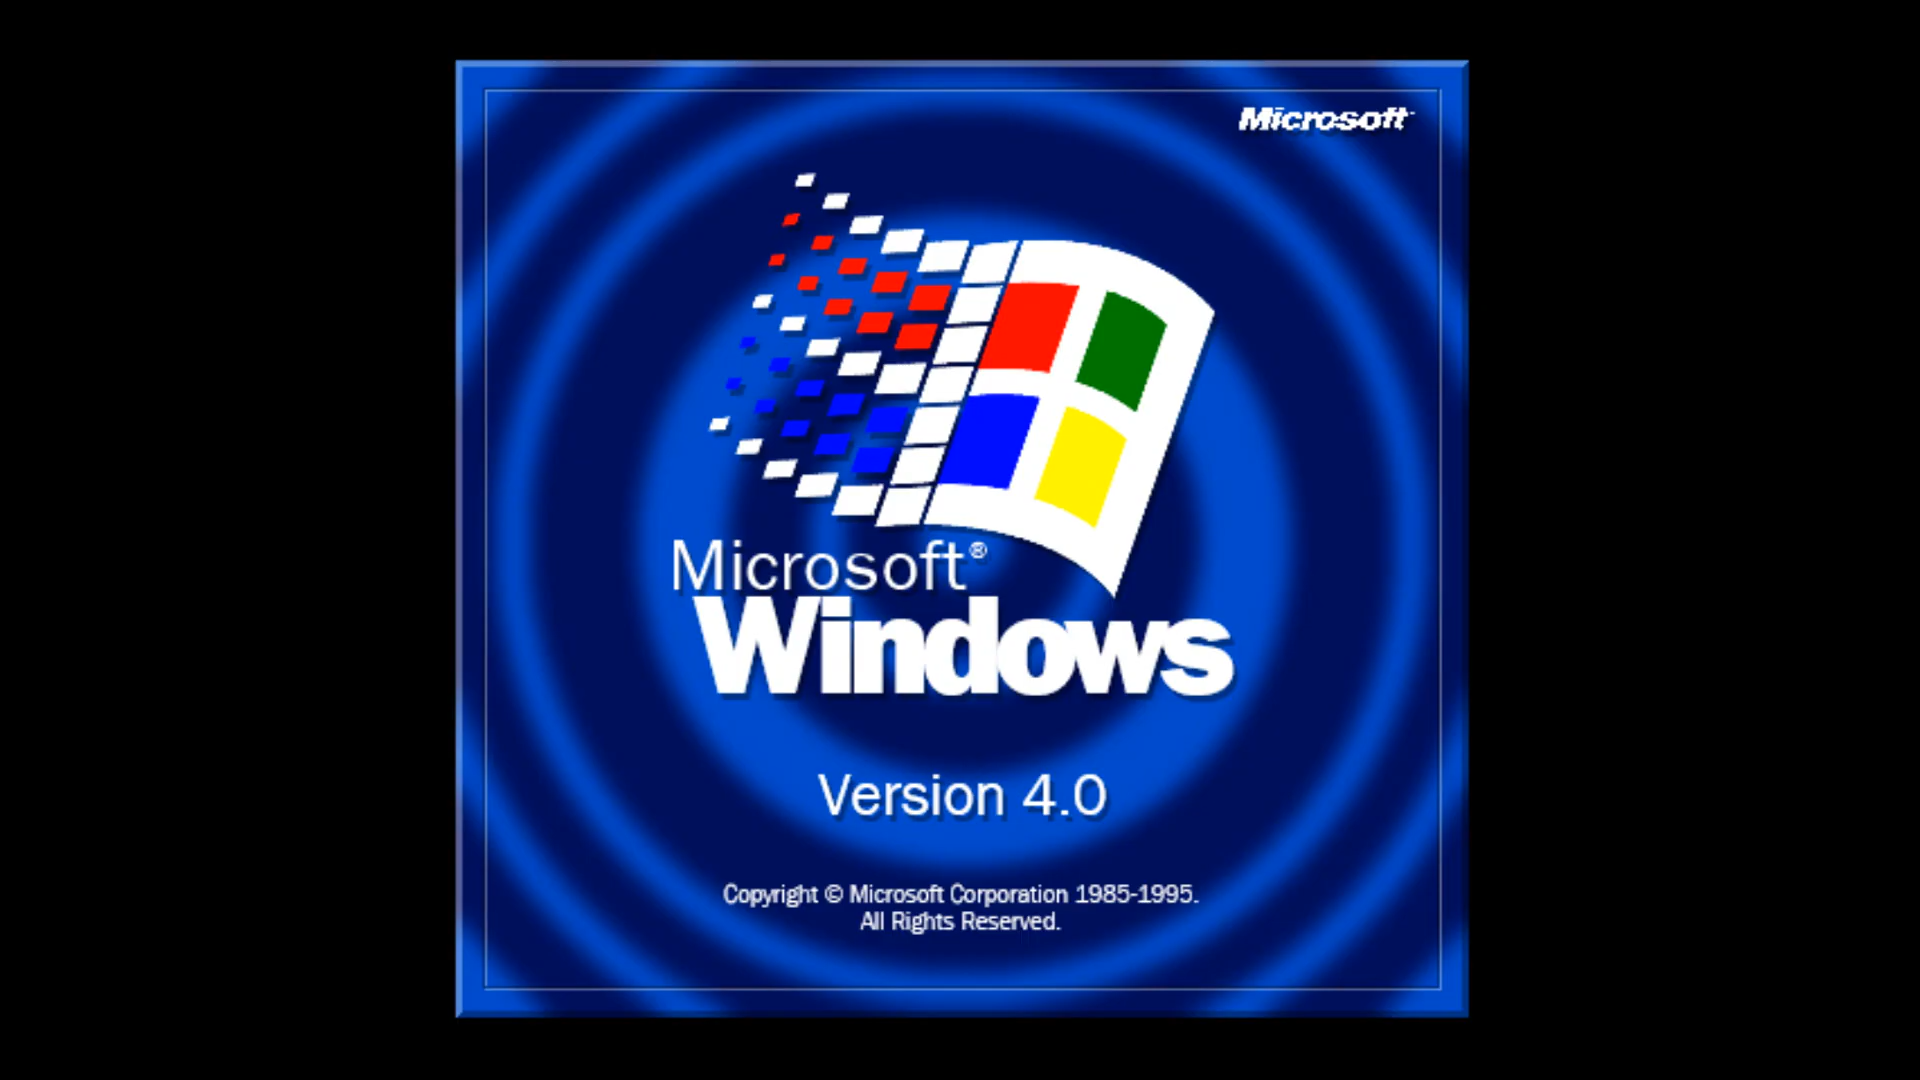 Microsoft
Microsoft®
Windows
Version 4.0
Copyright © Microsoft Corporation 1985-1995.
All Rights Reserved.